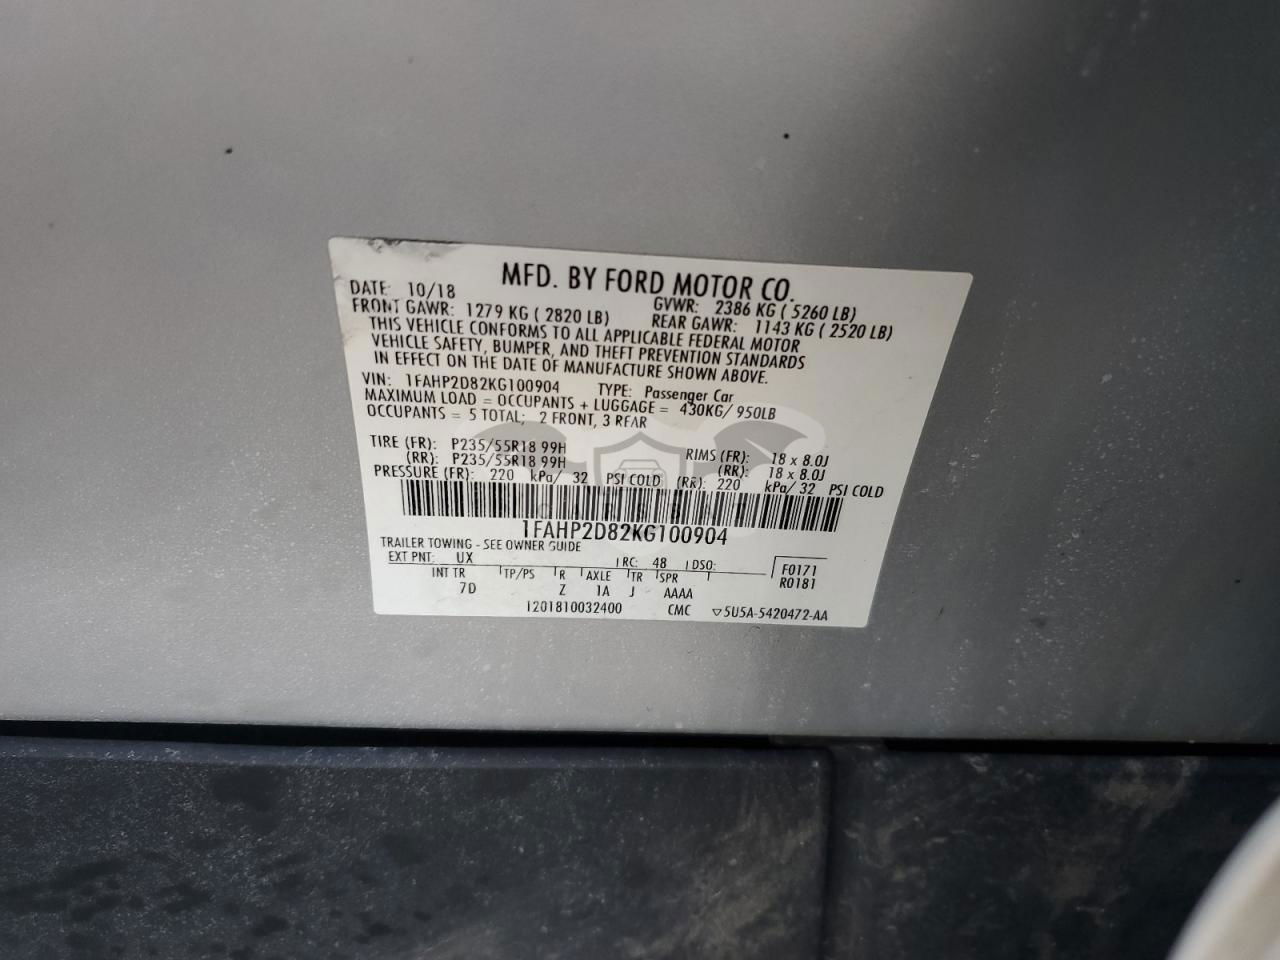 MFD. BY FORD MOTOR CO.
DATE: 10/18 GVWR: 2386 KG ( 5260 LB)
FRONT GAWR: 1279 KG ( 2820 LB) REAR GAWR: 1143 KG ( 2520 LB)
THIS VEHICLE CONFORMS TO ALL APPLICABLE FEDERAL MOTOR
VEHICLE SAFETY, BUMPER, AND THEFT PREVENTION STANDARDS
IN EFFECT ON THE DATE OF MANUFACTURE SHOWN ABOVE.
VIN: 1FAHP2D82KG100904 TYPE: Passenger Car
MAXIMUM LOAD = OCCUPANTS + LUGGAGE = 430KG/ 950LB
OCCUPANTS = 5 TOTAL; 2 FRONT, 3 REAR
TIRE (FR): P235/55R18 99H RIMS (FR): 18 x 8.0J
(RR): P235/55R18 99H (RR): 18 x 8.0J
PRESSURE (FR): 220 kPa/ 32 PSI COLD (RR): 220 kPa/ 32 PSI COLD
1FAHP2D82KG100904
TRAILER TOWING - SEE OWNER GUIDE
EXT PNT: UX RC: 48 DSO: F0171
R0181
INT TR TP/PS R AXLE TR SPR
7D Z 1A J AAAA
1201810032400 CMC 5U5A-5420472-AA